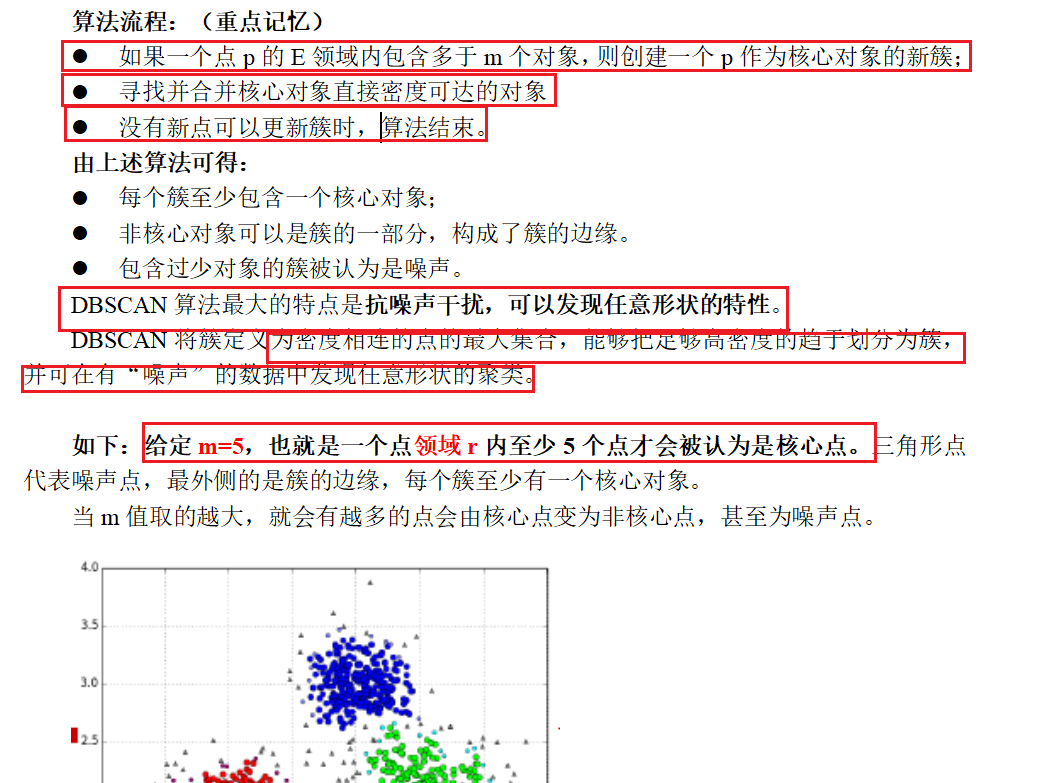 算法流程：（重点记忆）
● 如果一个点 p 的 E 领域内包含多于 m 个对象，则创建一个 p 作为核心对象的新簇；
● 寻找并合并核心对象直接密度可达的对象
● 没有新点可以更新簇时，算法结束。
由上述算法可得：
● 每个簇至少包含一个核心对象；
● 非核心对象可以是簇的一部分，构成了簇的边缘。
● 包含过少对象的簇被认为是噪声。
DBSCAN 算法最大的特点是抗噪声干扰，可以发现任意形状的特性。
DBSCAN 将簇定义为密度相连的点的最大集合，能够把足够高密度的趋于划分为簇，
并可在有“噪声”的数据中发现任意形状的聚类。
如下：给定 m=5，也就是一个点领域 r 内至少 5 个点才会被认为是核心点。三角形点
代表噪声点，最外侧的是簇的边缘，每个簇至少有一个核心对象。
当 m 值取的越大，就会有越多的点会由核心点变为非核心点，甚至为噪声点。
4.0
3.5
3.0
2.5